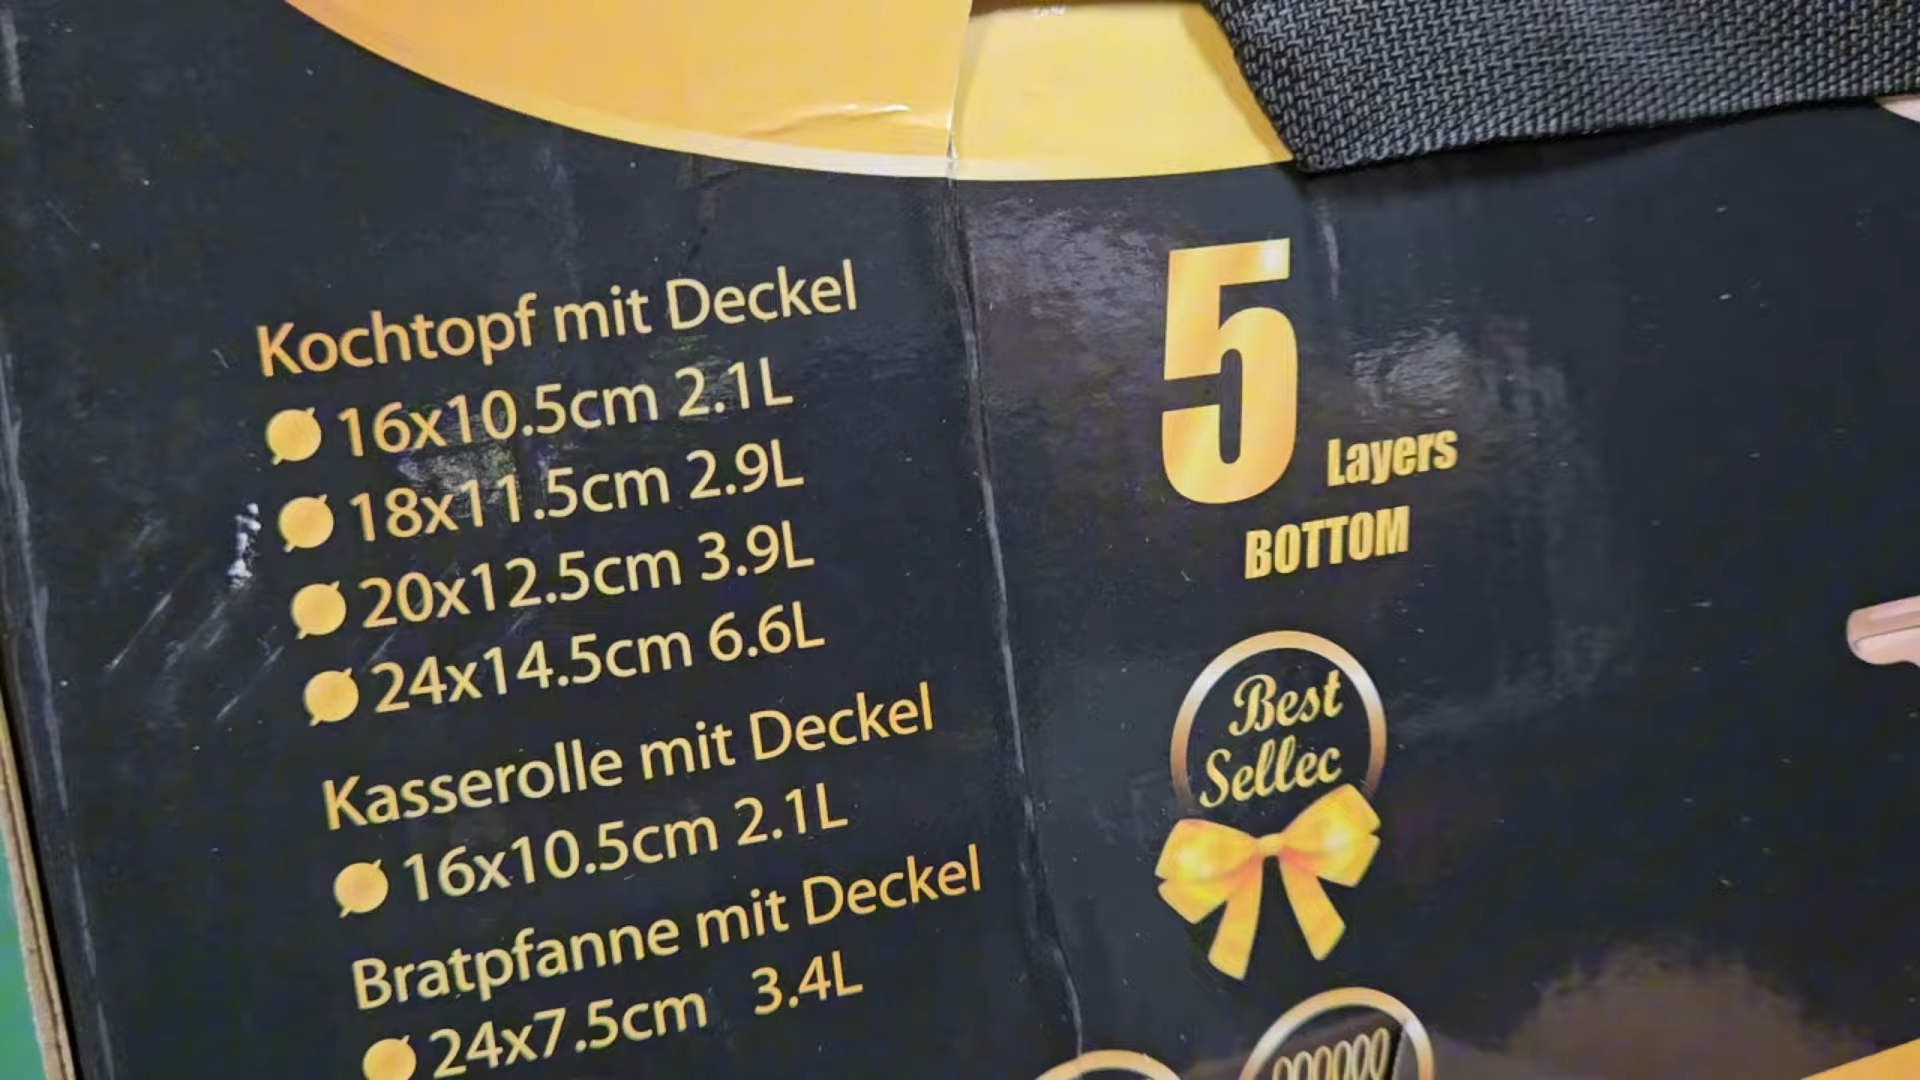 Kochtopf mit Deckel
Ø 16x10.5cm 2.1L
Ø 18x11.5cm 2.9L
Ø 20x12.5cm 3.9L
Ø 24x14.5cm 6.6L
Kasserolle mit Deckel
Ø 16x10.5cm 2.1L
Bratpfanne mit Deckel
Ø 24x7.5cm 3.4L
5 Layers
BOTTOM
Best
Sellec